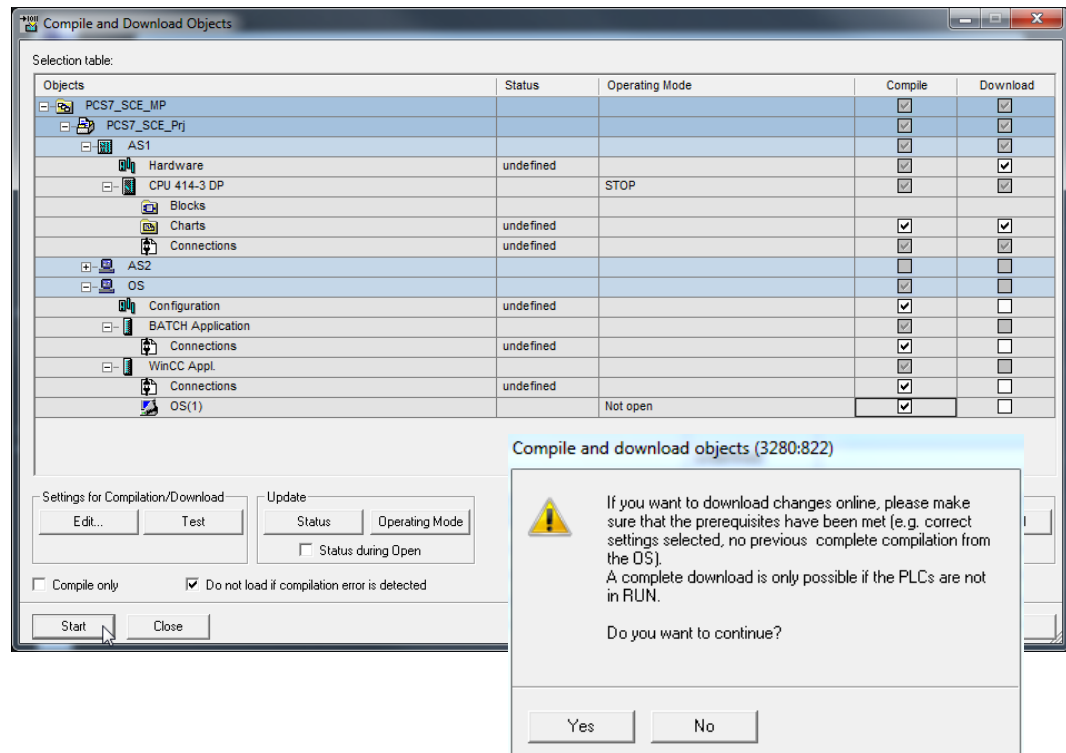 Compile and Download Objects
Selection table:
Objects Status Operating Mode Compile Download
PCS7_SCE_MP
PCS7_SCE_Prj
AS1
Hardware undefined
CPU 414-3 DP STOP
Blocks
Charts undefined
Connections undefined
AS2
OS
Configuration undefined
BATCH Application
Connections undefined
WinCC Appl.
Connections undefined
OS(1) Not open
Compile and download objects (3280:822)
If you want to download changes online, please make
sure that the prerequisites have been met (e.g. correct
settings selected, no previous complete compilation from
the OS).
A complete download is only possible if the PLCs are not
in RUN.
Do you want to continue?
Yes No
Settings for Compilation/Download Update
Edit... Test Status Operating Mode
Status during Open
Compile only Do not load if compilation error is detected
Start Close